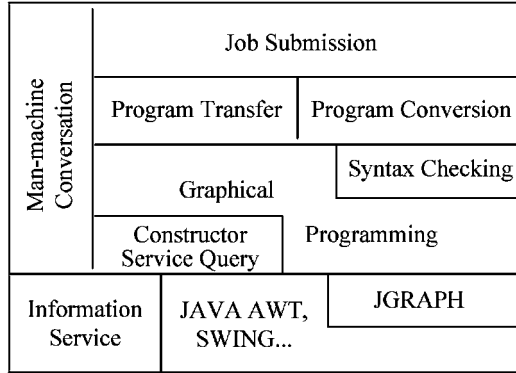 Man-machine
Conversation
Job Submission
Program Transfer
Program Conversion
Syntax Checking
Graphical
Programming
Constructor
Service Query
Information
Service
JAVA AWT,
SWING...
JGRAPH